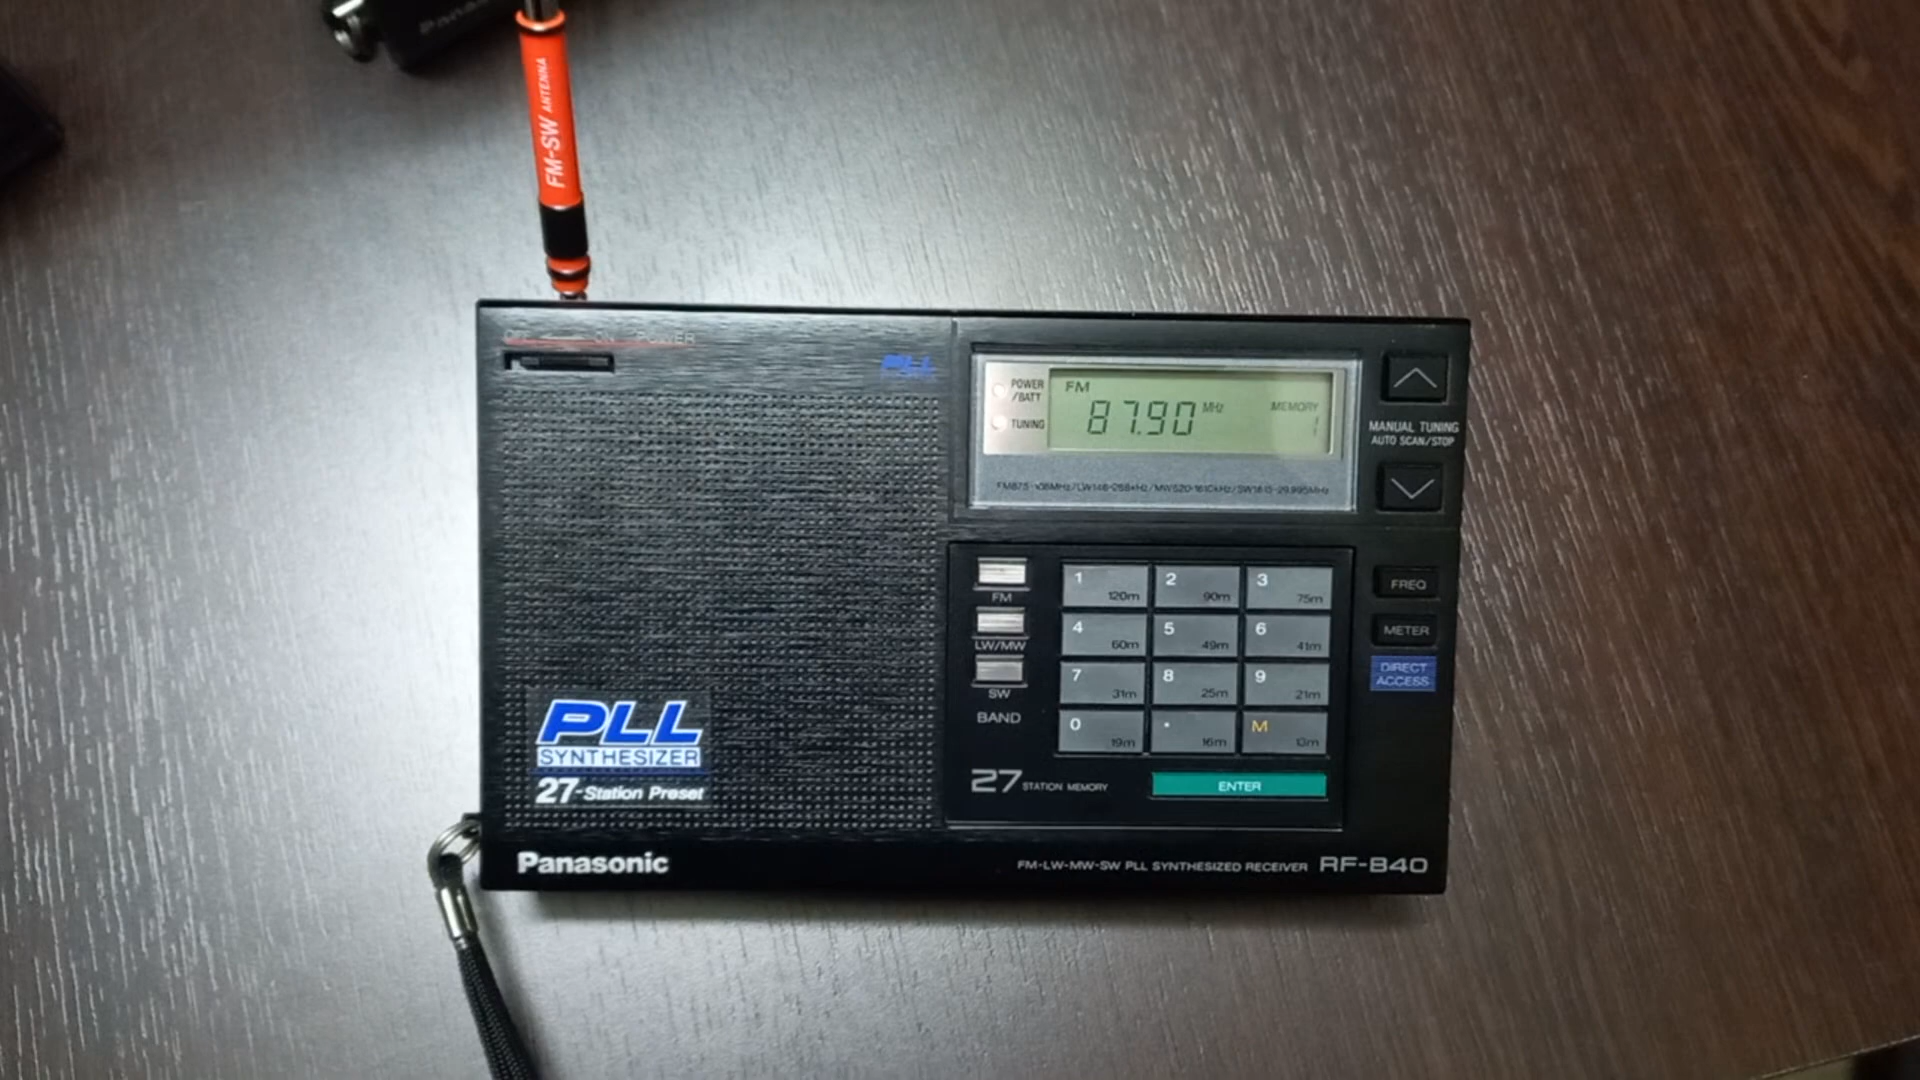 FM-SW ANTENNA
ON POWER
PLL
POWER
/BATT
TUNING
FM
87.90 MHz
MEMORY
1
MANUAL TUNING
AUTO SCAN/STOP
FM
LW/MW
SW
BAND
1 120m
2 90m
3 75m
4 60m
5 49m
6 41m
7 31m
8 25m
9 21m
0 19m
. 16m
M 13m
FREQ
METER
DIRECT
ACCESS
27 STATION MEMORY
ENTER
PLL
SYNTHESIZER
27-Station Preset
Panasonic
FM-LW-MW-SW PLL SYNTHESIZED RECEIVER RF-B40